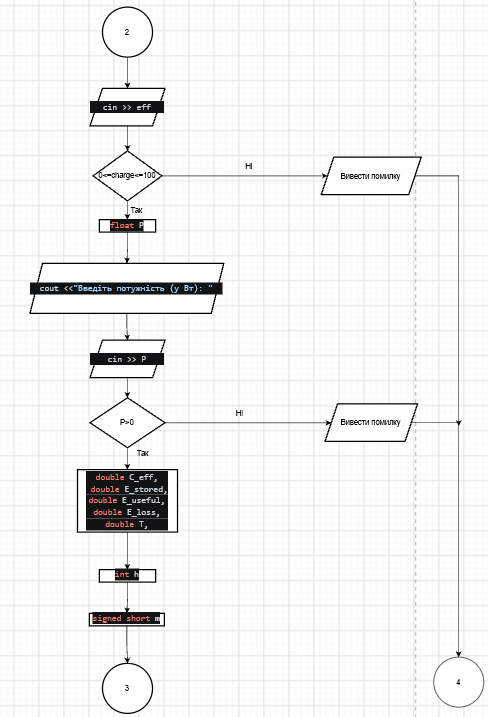 2
cin >> eff
0<=charge<=100
Ні
Вивести помилку
Так
float P
cout <<"Введіть потужність (у Вт): "
cin >> P
P>0
Ні
Вивести помилку
Так
double C_eff,
double E_stored,
double E_useful,
double E_loss,
double T,
int h
signed short m
3
4